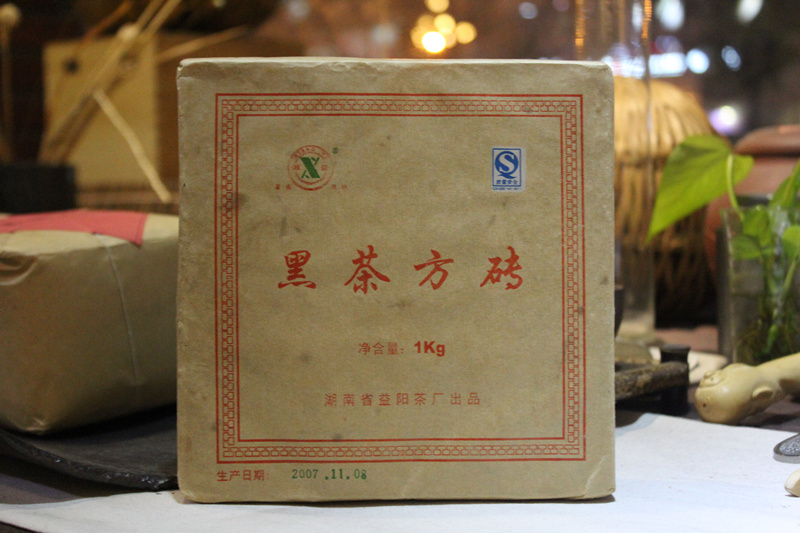 黑茶方砖
净含量：1Kg
湖南省益阳茶厂出品
生产日期：2007.11.08